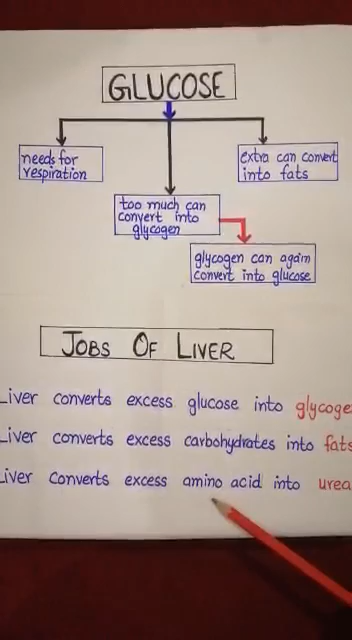 GLUCOSE
needs for
respiration
extra can convert
into fats
too much can
convert into
glycogen
glycogen can again
convert into glucose
JOBS OF LIVER
Liver converts excess glucose into glycoge
Liver converts excess carbohydrates into fats
Liver Converts excess amino acid into urea